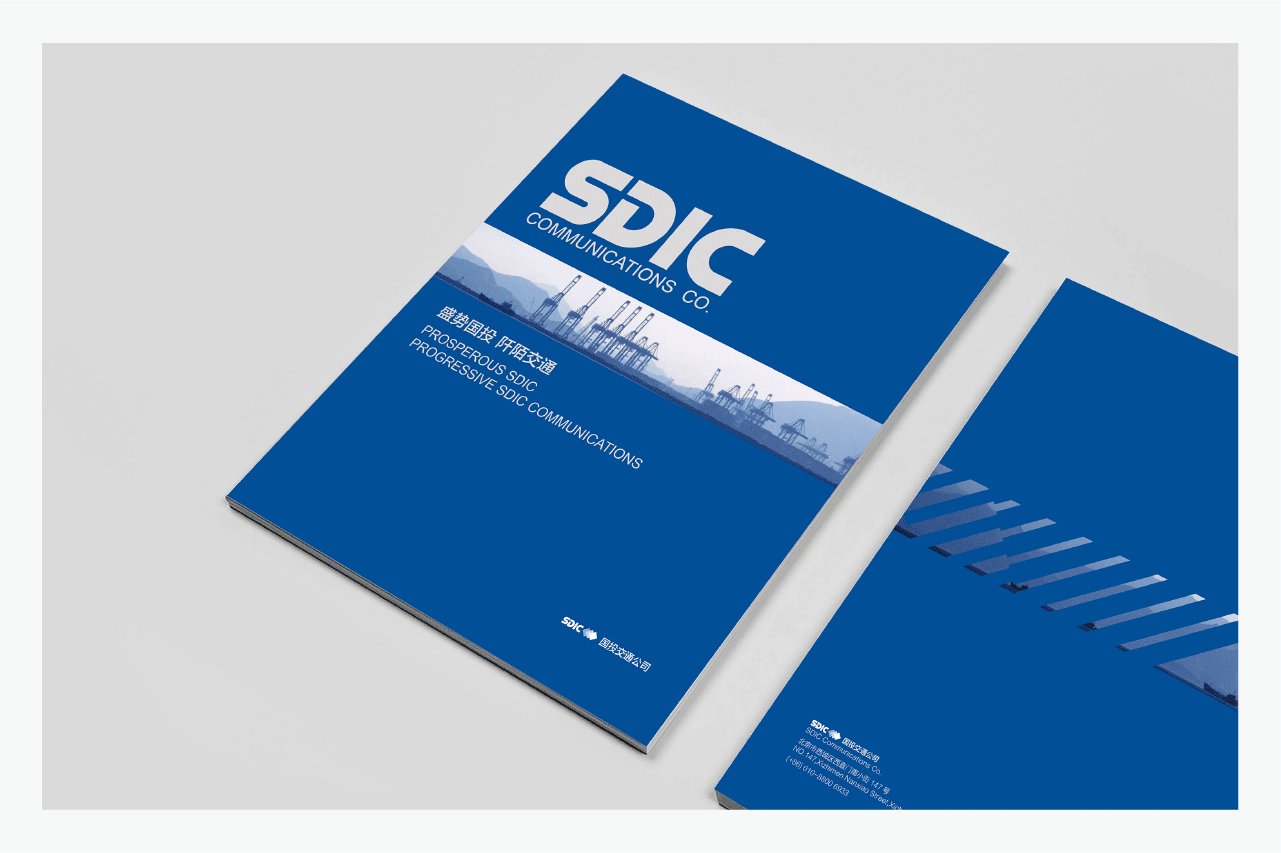 SDIC
COMMUNICATIONS CO.
盛势国投 阡陌交通
PROSPEROUS SDIC
PROGRESSIVE SDIC COMMUNICATIONS
SDIC 国投交通公司
SDIC 国投交通公司
SDIC Communications Co.
北京市西城区西直门南小街 147 号
NO.147,Xizhimen Nanxiao Street,Xich
(+86) 010-8800 6933